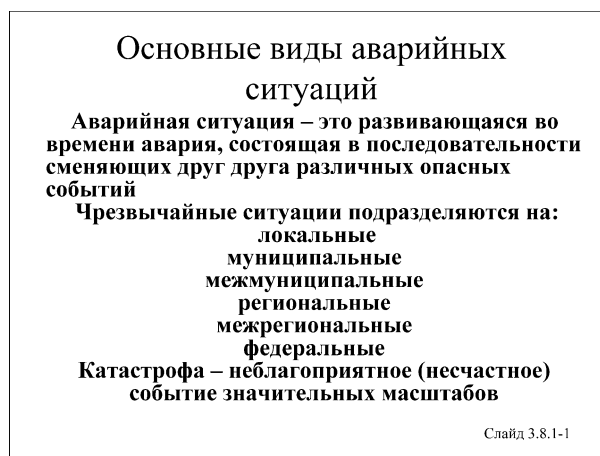 Основные виды аварийных
ситуаций
Аварийная ситуация – это развивающаяся во
времени авария, состоящая в последовательности
сменяющих друг друга различных опасных
событий
Чрезвычайные ситуации подразделяются на:
локальные
муниципальные
межмуниципальные
региональные
межрегиональные
федеральные
Катастрофа – неблагоприятное (несчастное)
событие значительных масштабов
Слайд 3.8.1-1